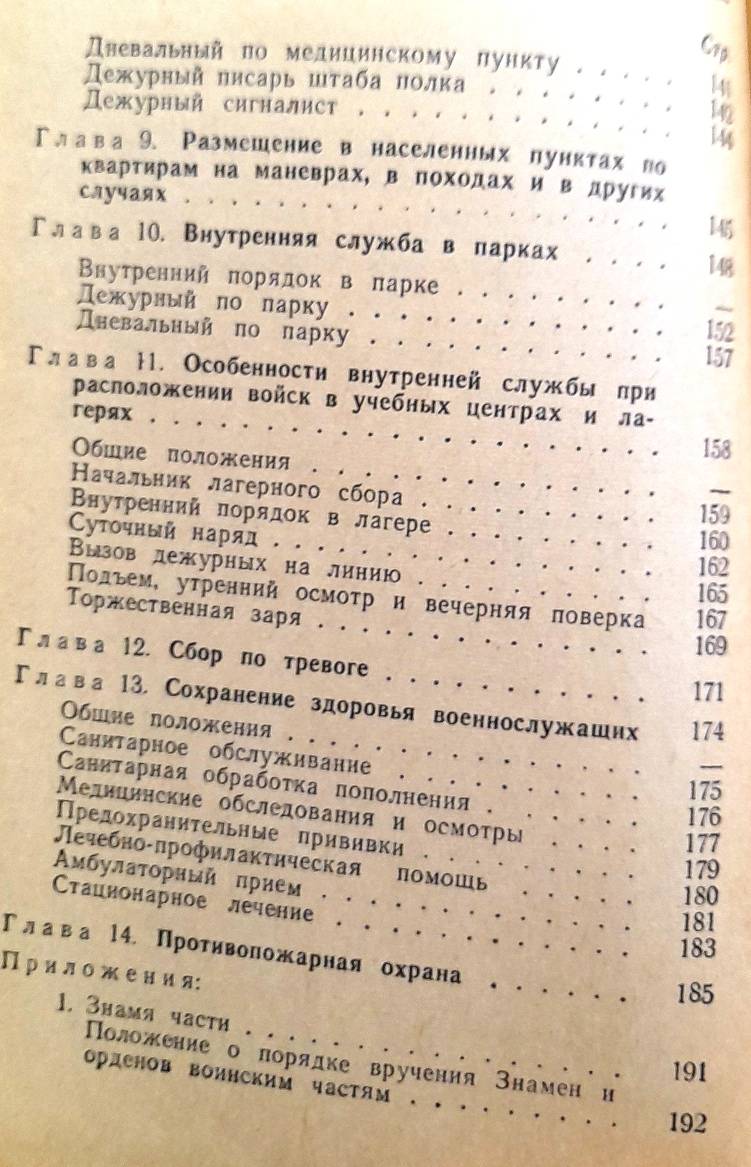 Стр.
Дневальный по медицинскому пункту . . . . 141
Дежурный писарь штаба полка . . . . . . . 142
Дежурный сигналист . . . . . . . . . . . 144
Глава 9. Размещение в населенных пунктах по
квартирам на маневрах, в походах и в других
случаях . . . . . . . . . . . . . . . . 145
Глава 10. Внутренняя служба в парках . . . . 148
Внутренний порядок в парке . . . . . . . —
Дежурный по парку . . . . . . . . . . . 152
Дневальный по парку . . . . . . . . . . 157
Глава 11. Особенности внутренней службы при
расположении войск в учебных центрах и ла-
герях . . . . . . . . . . . . . . . . . 158
Общие положения . . . . . . . . . . . . —
Начальник лагерного сбора . . . . . . . . 159
Внутренний порядок в лагере . . . . . . . 160
Суточный наряд . . . . . . . . . . . . . 162
Вызов дежурных на линию . . . . . . . . 165
Подъем, утренний осмотр и вечерняя поверка 167
Торжественная заря . . . . . . . . . . . 169
Глава 12. Сбор по тревоге . . . . . . . . . 171
Глава 13. Сохранение здоровья военнослужащих 174
Общие положения . . . . . . . . . . . . —
Санитарное обслуживание . . . . . . . . 175
Санитарная обработка пополнения . . . . . 176
Медицинские обследования и осмотры . . . . 177
Предохранительные прививки . . . . . . . 179
Лечебно-профилактическая помощь . . . . 180
Амбулаторный прием . . . . . . . . . . . 181
Стационарное лечение . . . . . . . . . . 183
Глава 14. Противопожарная охрана . . . . . 185
Приложения:
1. Знамя части . . . . . . . . . . . . . 191
Положение о порядке вручения Знамен и
орденов воинским частям . . . . . . . . 192